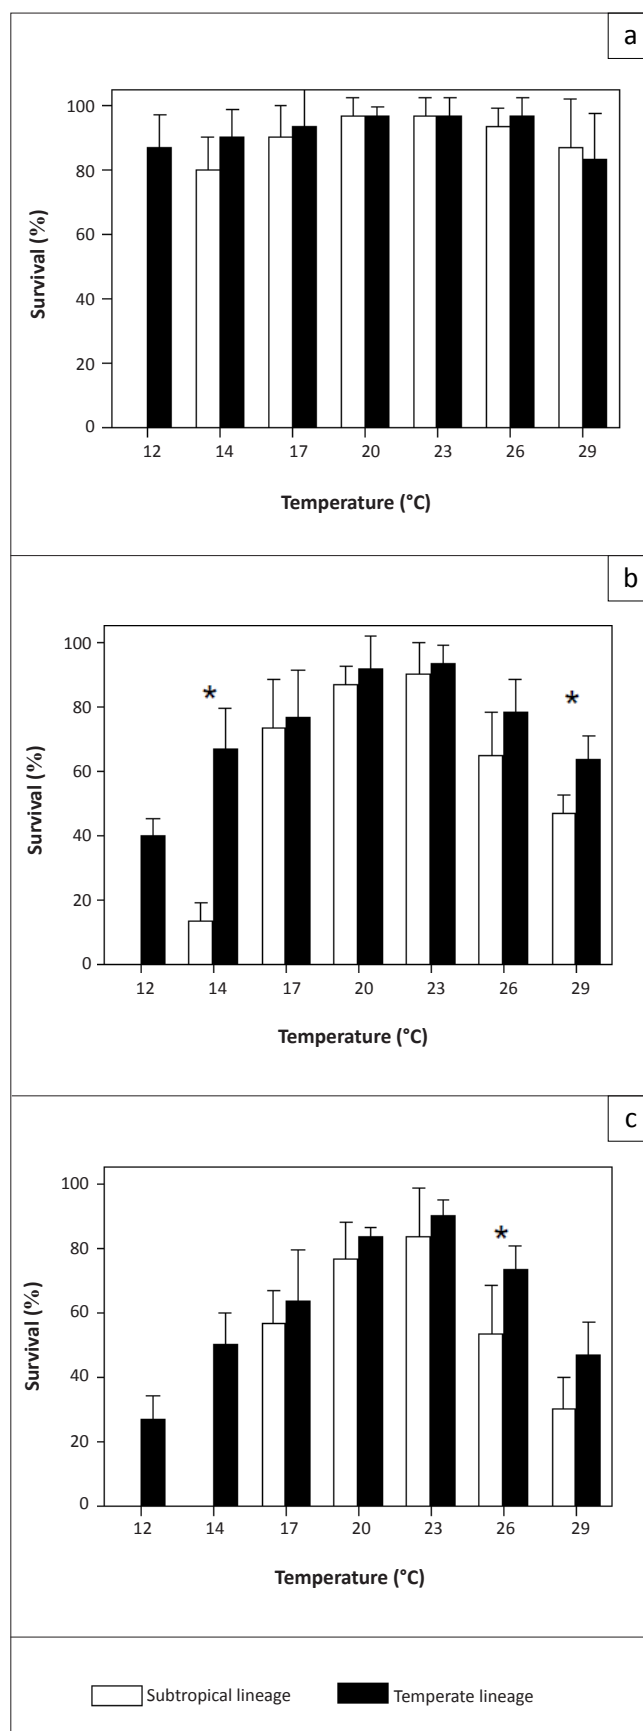 a
100
80
60
40
20
0
Survival (%)
12 14 17 20 23 26 29
Temperature (°C)
b
100
80
60
40
20
0
Survival (%)
* *
12 14 17 20 23 26 29
Temperature (°C)
c
100
80
60
40
20
0
Survival (%)
*
12 14 17 20 23 26 29
Temperature (°C)
Subtropical lineage Temperate lineage